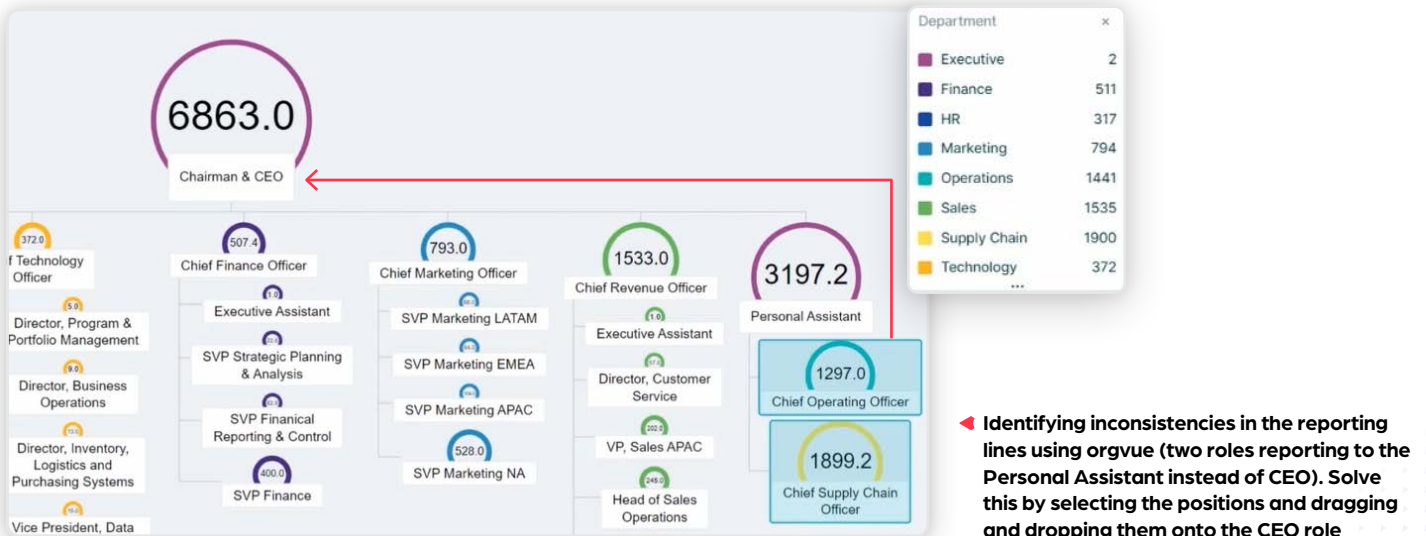 6863.0
Chairman & CEO
372.0
f Technology
Officer
5.0
Director, Program &
Portfolio Management
9.0
Director, Business
Operations
Director, Inventory,
Logistics and
Purchasing Systems
Vice President, Data
507.4
Chief Finance Officer
1.0
Executive Assistant
SVP Strategic Planning
& Analysis
SVP Finanical
Reporting & Control
400.0
SVP Finance
793.0
Chief Marketing Officer
SVP Marketing LATAM
SVP Marketing EMEA
SVP Marketing APAC
528.0
SVP Marketing NA
1533.0
Chief Revenue Officer
1.0
Executive Assistant
Director, Customer
Service
202.0
VP, Sales APAC
Head of Sales
Operations
3197.2
Personal Assistant
1297.0
Chief Operating Officer
1899.2
Chief Supply Chain
Officer
Department ×
Executive 2
Finance 511
HR 317
Marketing 794
Operations 1441
Sales 1535
Supply Chain 1900
Technology 372
...
Identifying inconsistencies in the reporting
lines using orgvue (two roles reporting to the
Personal Assistant instead of CEO). Solve
this by selecting the positions and dragging
and dropping them onto the CEO role